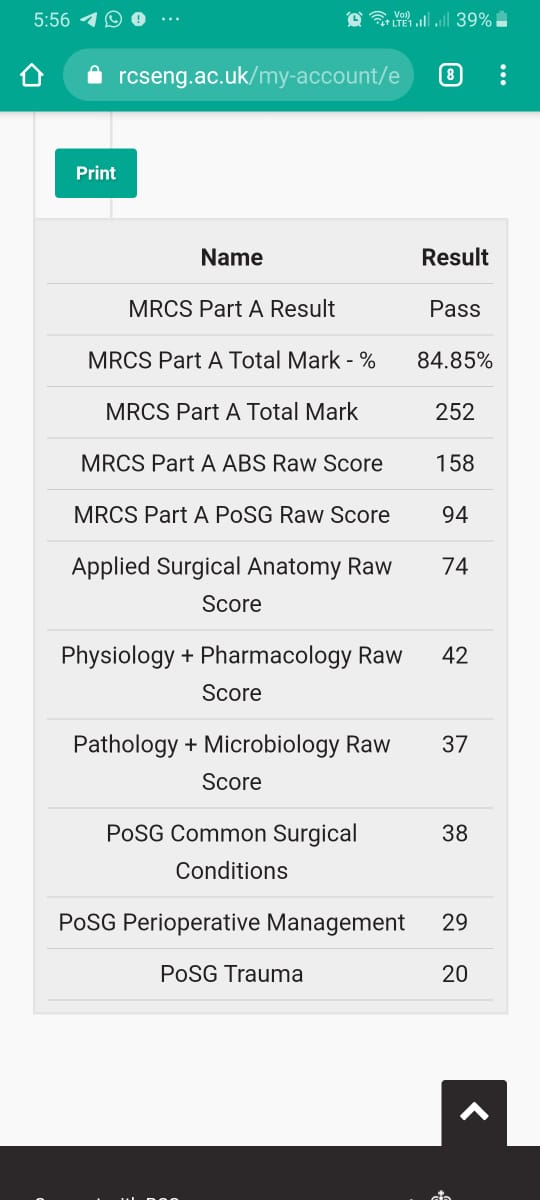 5:56 39%
rcseng.ac.uk/my-account/e 8
Print
Name Result
MRCS Part A Result Pass
MRCS Part A Total Mark - % 84.85%
MRCS Part A Total Mark 252
MRCS Part A ABS Raw Score 158
MRCS Part A PoSG Raw Score 94
Applied Surgical Anatomy Raw 74
Score
Physiology + Pharmacology Raw 42
Score
Pathology + Microbiology Raw 37
Score
PoSG Common Surgical 38
Conditions
PoSG Perioperative Management 29
PoSG Trauma 20